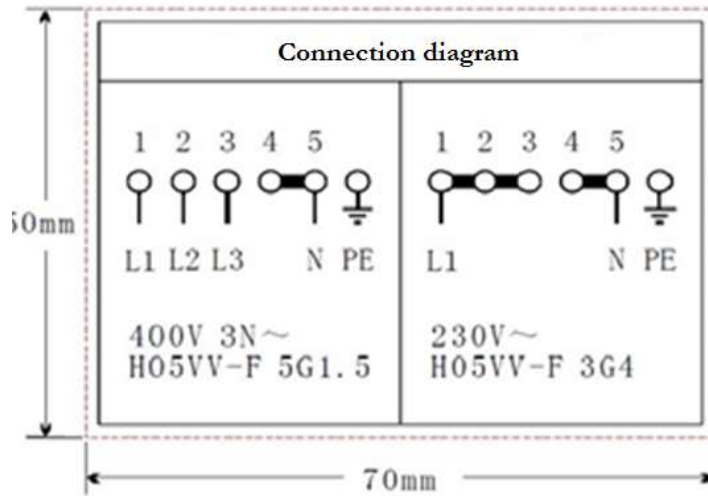 Connection diagram
1 2 3 4 5
L1 L2 L3 N PE
400V 3N～
H05VV-F 5G1.5
1 2 3 4 5
L1 N PE
230V～
H05VV-F 3G4
50mm
70mm